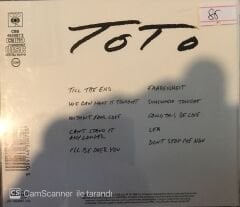 CBS
85
TOTO
TILL THE END
WE CAN MAKE IT TONIGHT
WITHOUT YOUR LOVE
CAN'T STAND IT
ANY LONGER
I'LL BE OVER YOU
FAHRENHEIT
SOMEWHERE TONIGHT
COULD THIS BE LOVE
LEA
DON'T STOP ME NOW
CS CamScanner ile tarandı